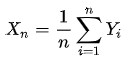 $X_n = \frac{1}{n} \sum_{i=1}^{n} Y_i$